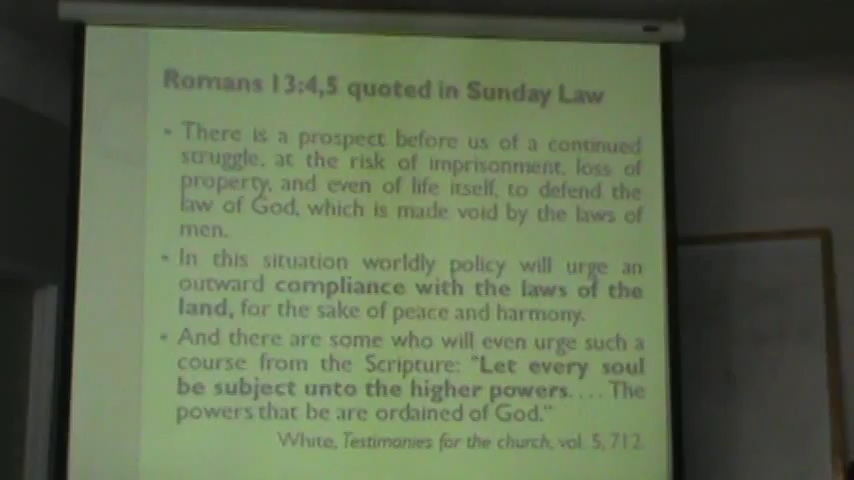 Romans 13:4,5 quoted in Sunday Law
• There is a prospect before us of a continued
struggle, at the risk of imprisonment, loss of
property, and even of life itself, to defend the
law of God, which is made void by the laws of
men.
• In this situation worldly policy will urge an
outward compliance with the laws of the
land, for the sake of peace and harmony.
• And there are some who will even urge such a
course from the Scripture: "Let every soul
be subject unto the higher powers. . . . The
powers that be are ordained of God."
White, Testimonies for the church, vol. 5, 712